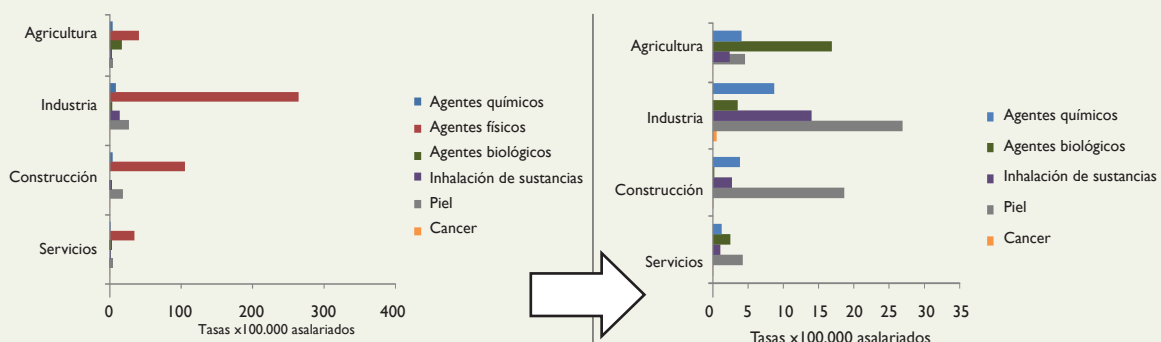 Agricultura
Industria
Construcción
Servicios
0 100 200 300 400
Tasas x100.000 asalariados
Agentes químicos
Agentes físicos
Agentes biológicos
Inhalación de sustancias
Piel
Cancer
Agricultura
Industria
Construcción
Servicios
0 5 10 15 20 25 30 35
Tasas x100.000 asalariados
Agentes químicos
Agentes biológicos
Inhalación de sustancias
Piel
Cancer